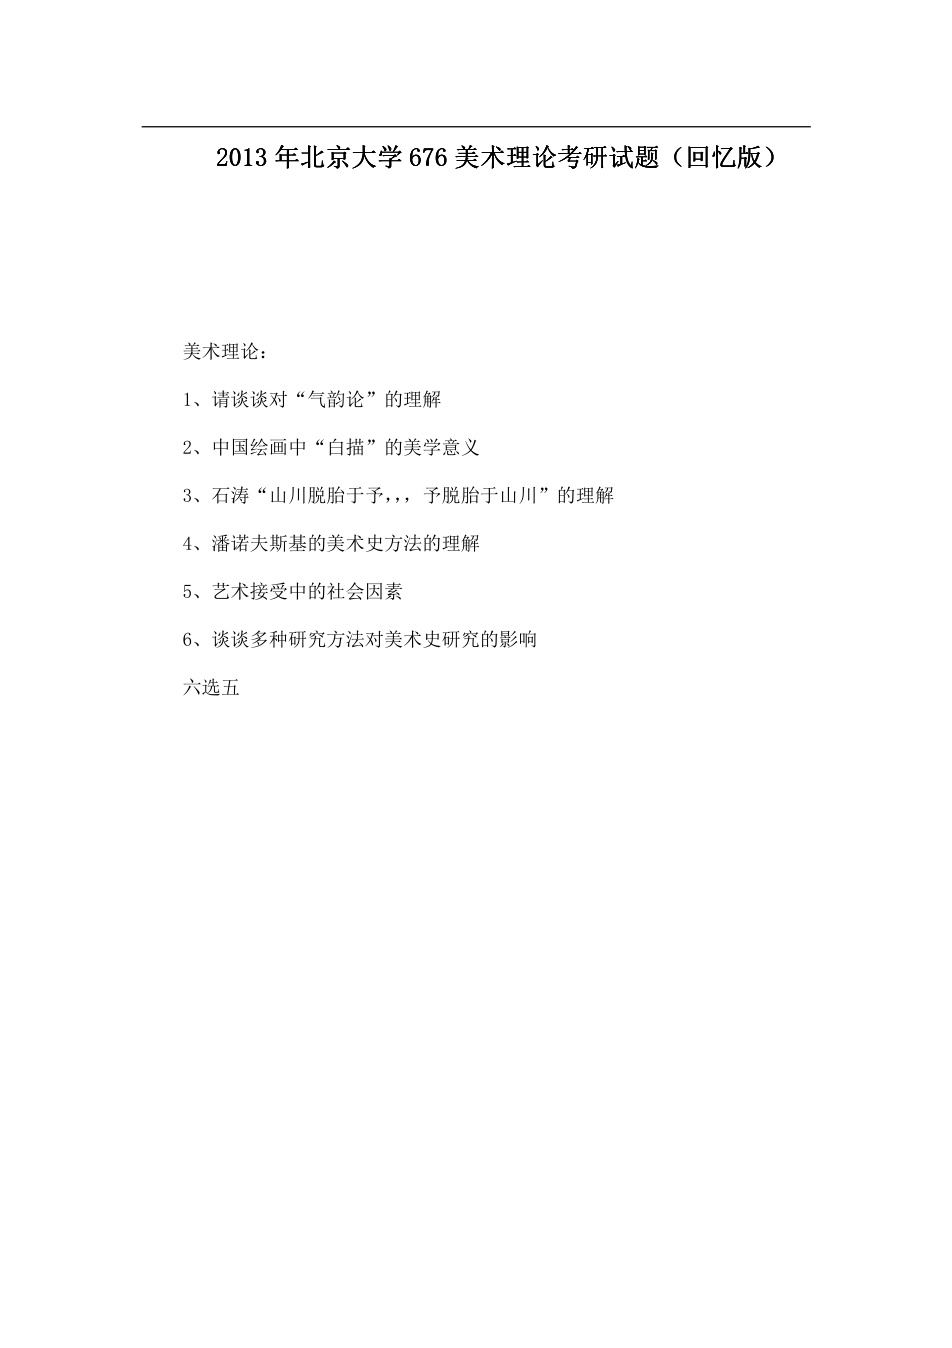 2013年北京大学676美术理论考研试题（回忆版）
美术理论：
1、请谈谈对“气韵论”的理解
2、中国绘画中“白描”的美学意义
3、石涛“山川脱胎于予,,，予脱胎于山川”的理解
4、潘诺夫斯基的美术史方法的理解
5、艺术接受中的社会因素
6、谈谈多种研究方法对美术史研究的影响
六选五